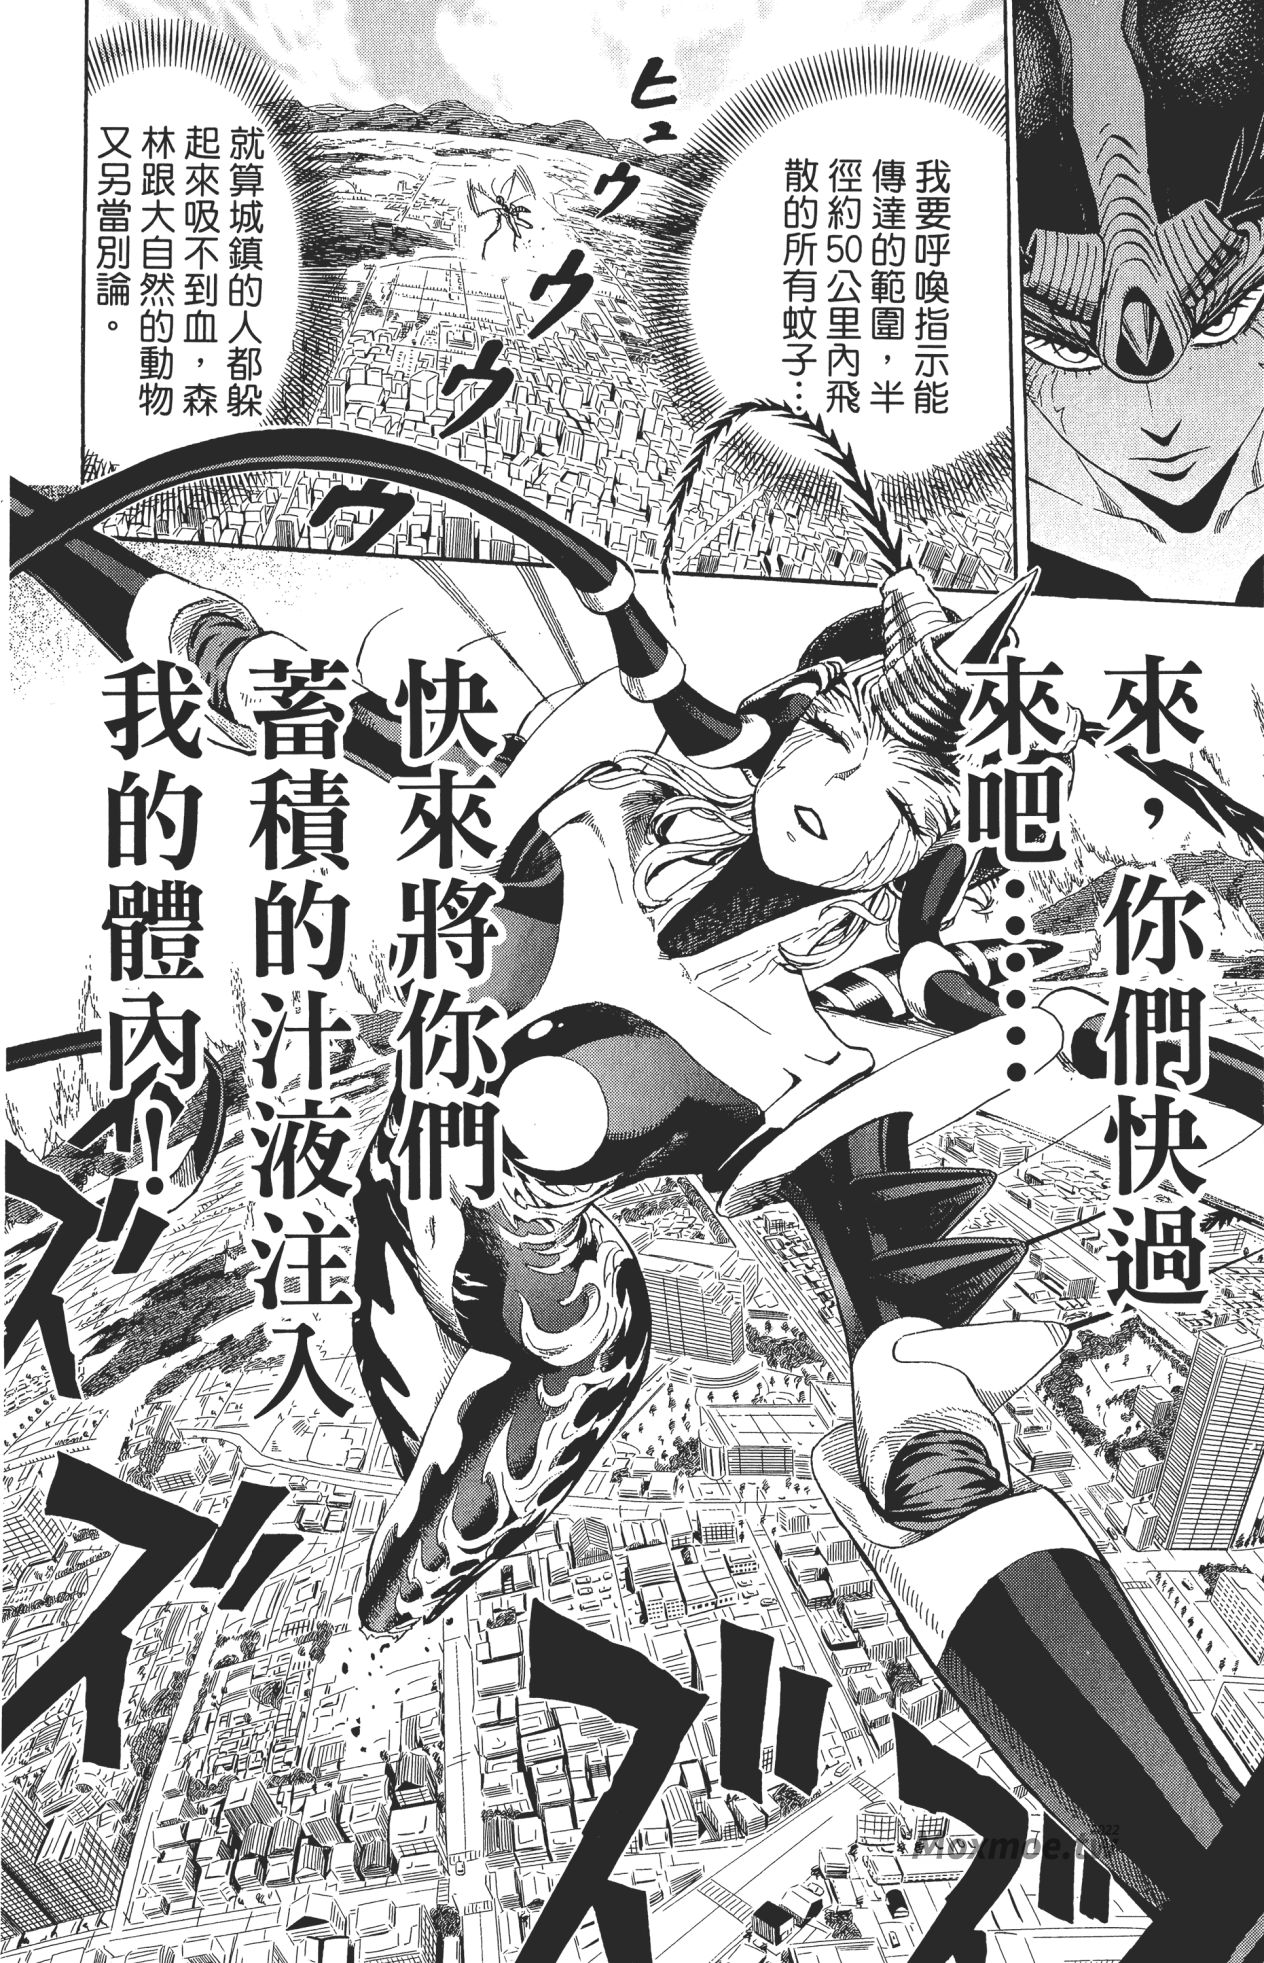 我要呼喚指示能
傳達的範圍，半
徑約50公里內飛
散的所有蚊子…
ヒュウウウウ
就算城鎮的人都躲
起來吸不到血，森
林跟大自然的動物
又另當別論。
來，你們快過
來吧……
快來將你們
蓄積的汁液注入
我的體內！
ズズズズ